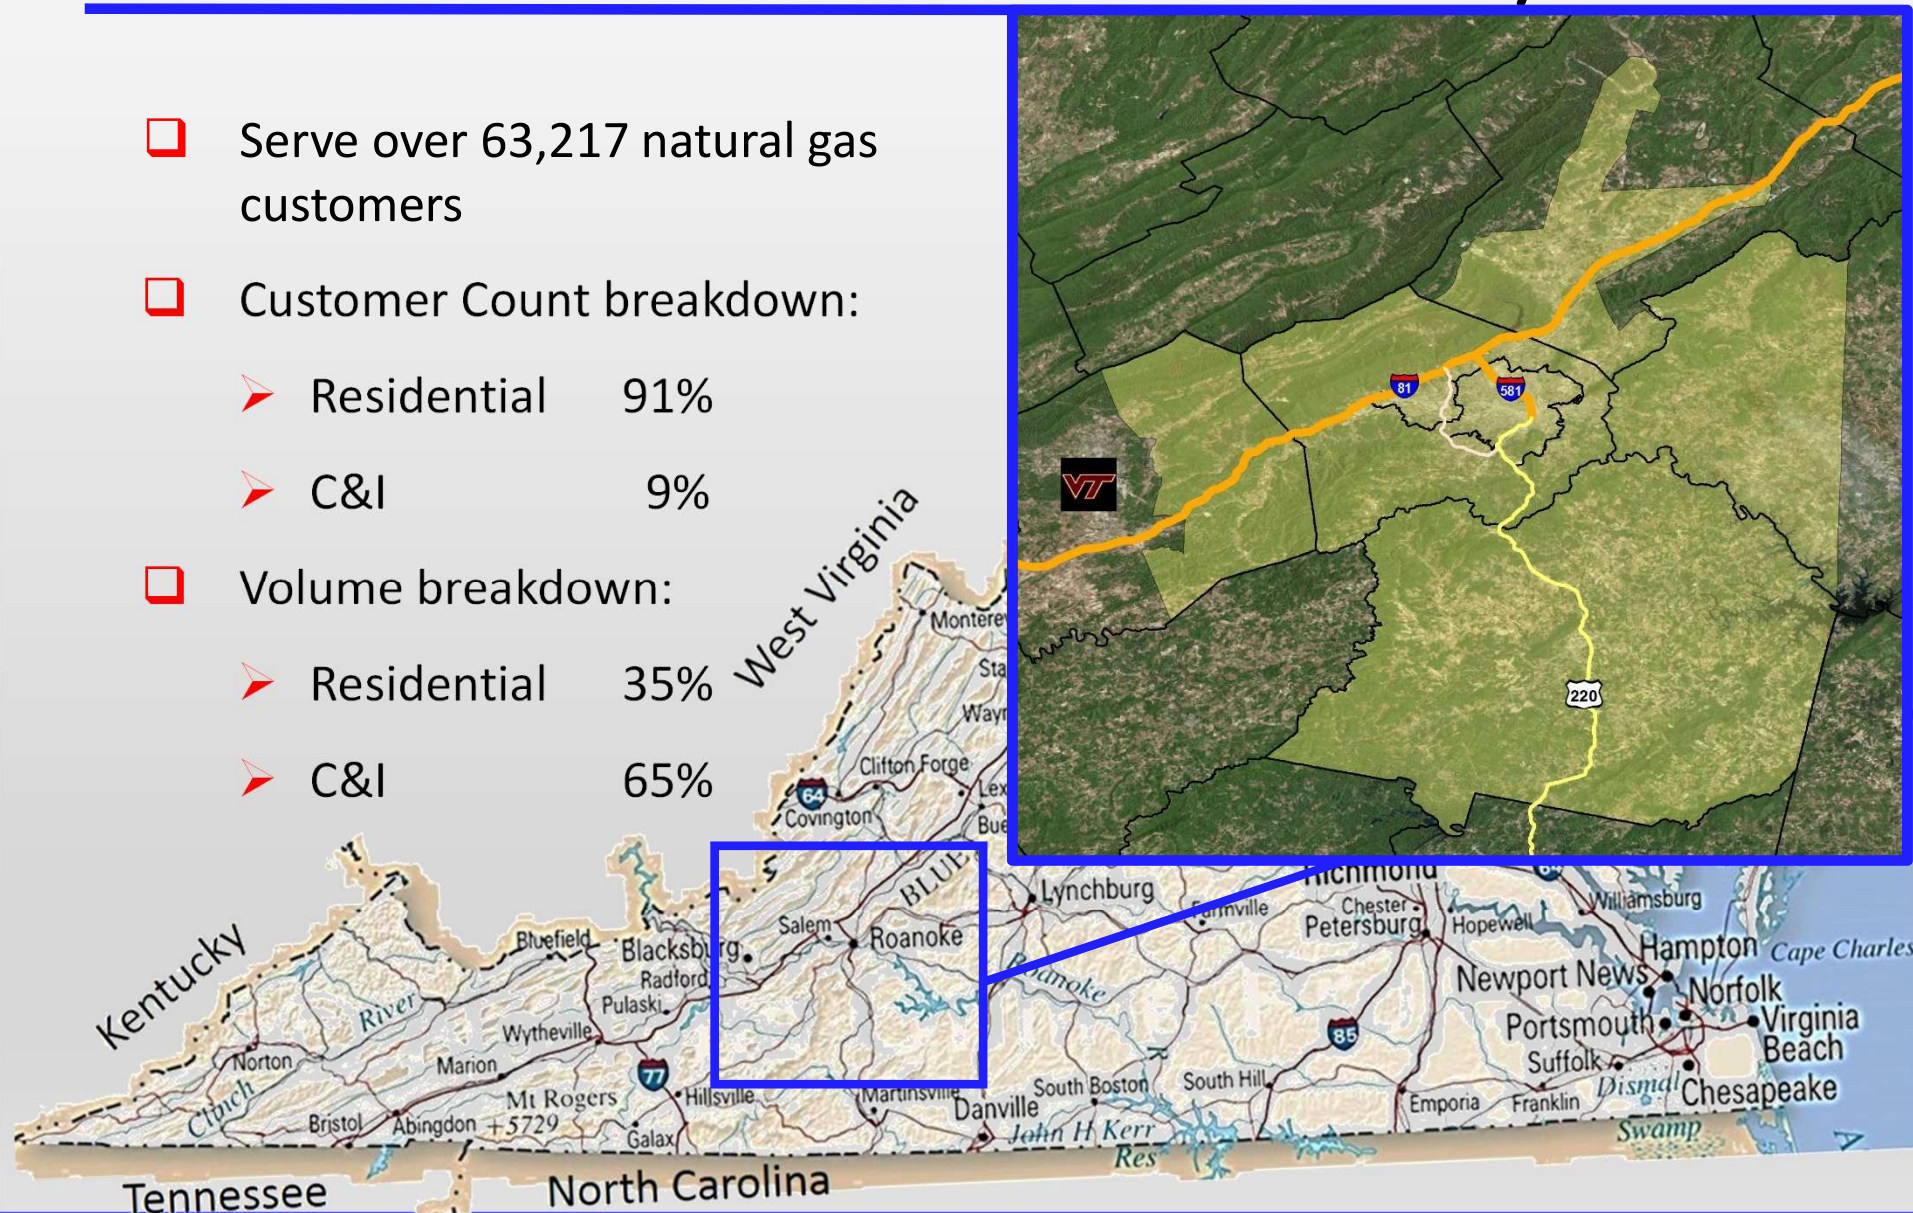 Serve over 63,217 natural gas
customers
Customer Count breakdown:
Residential 91%
C&I 9%
Volume breakdown:
Residential 35%
C&I 65%
81
581
VT
220
West Virginia
Kentucky
Tennessee
North Carolina
Clifton Forge
64
Covington
BLUE
Lynchburg
Richmond
Williamsburg
Salem
Roanoke
Farmville
Chester
Petersburg
Hopewell
Bluefield
Blacksburg
Radford
Pulaski
Hampton
Cape Charles
Newport News
Norfolk
Roanoke
River
Wytheville
Portsmouth
Virginia
Beach
85
Norton
Marion
77
Suffolk
Dismal
Chesapeake
Clinch
Mt Rogers
+5729
Hillsville
Martinsville
South Boston
South Hill
Emporia
Franklin
Bristol
Abingdon
Galax
Danville
John H Kerr
Res
Swamp